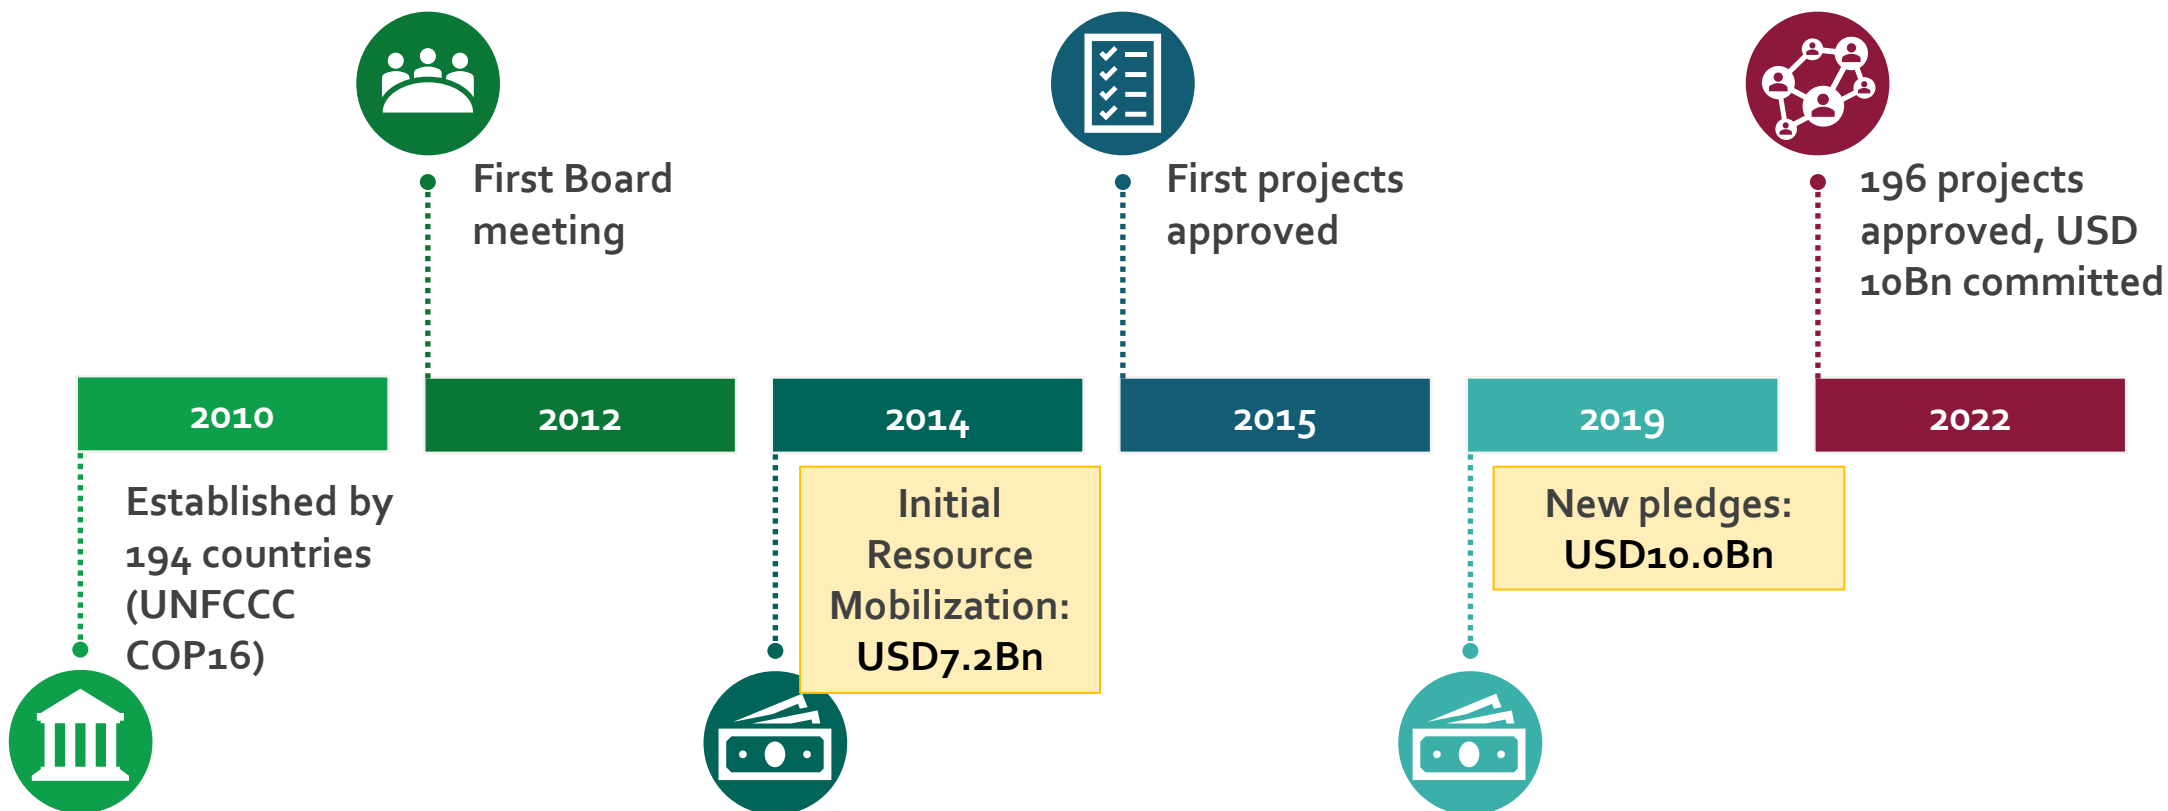 First Board
meeting
First projects
approved
196 projects
approved, USD
10Bn committed
2010
2012
2014
2015
2019
2022
Established by
194 countries
(UNFCCC
COP16)
Initial
Resource
Mobilization:
USD7.2Bn
New pledges:
USD10.0Bn